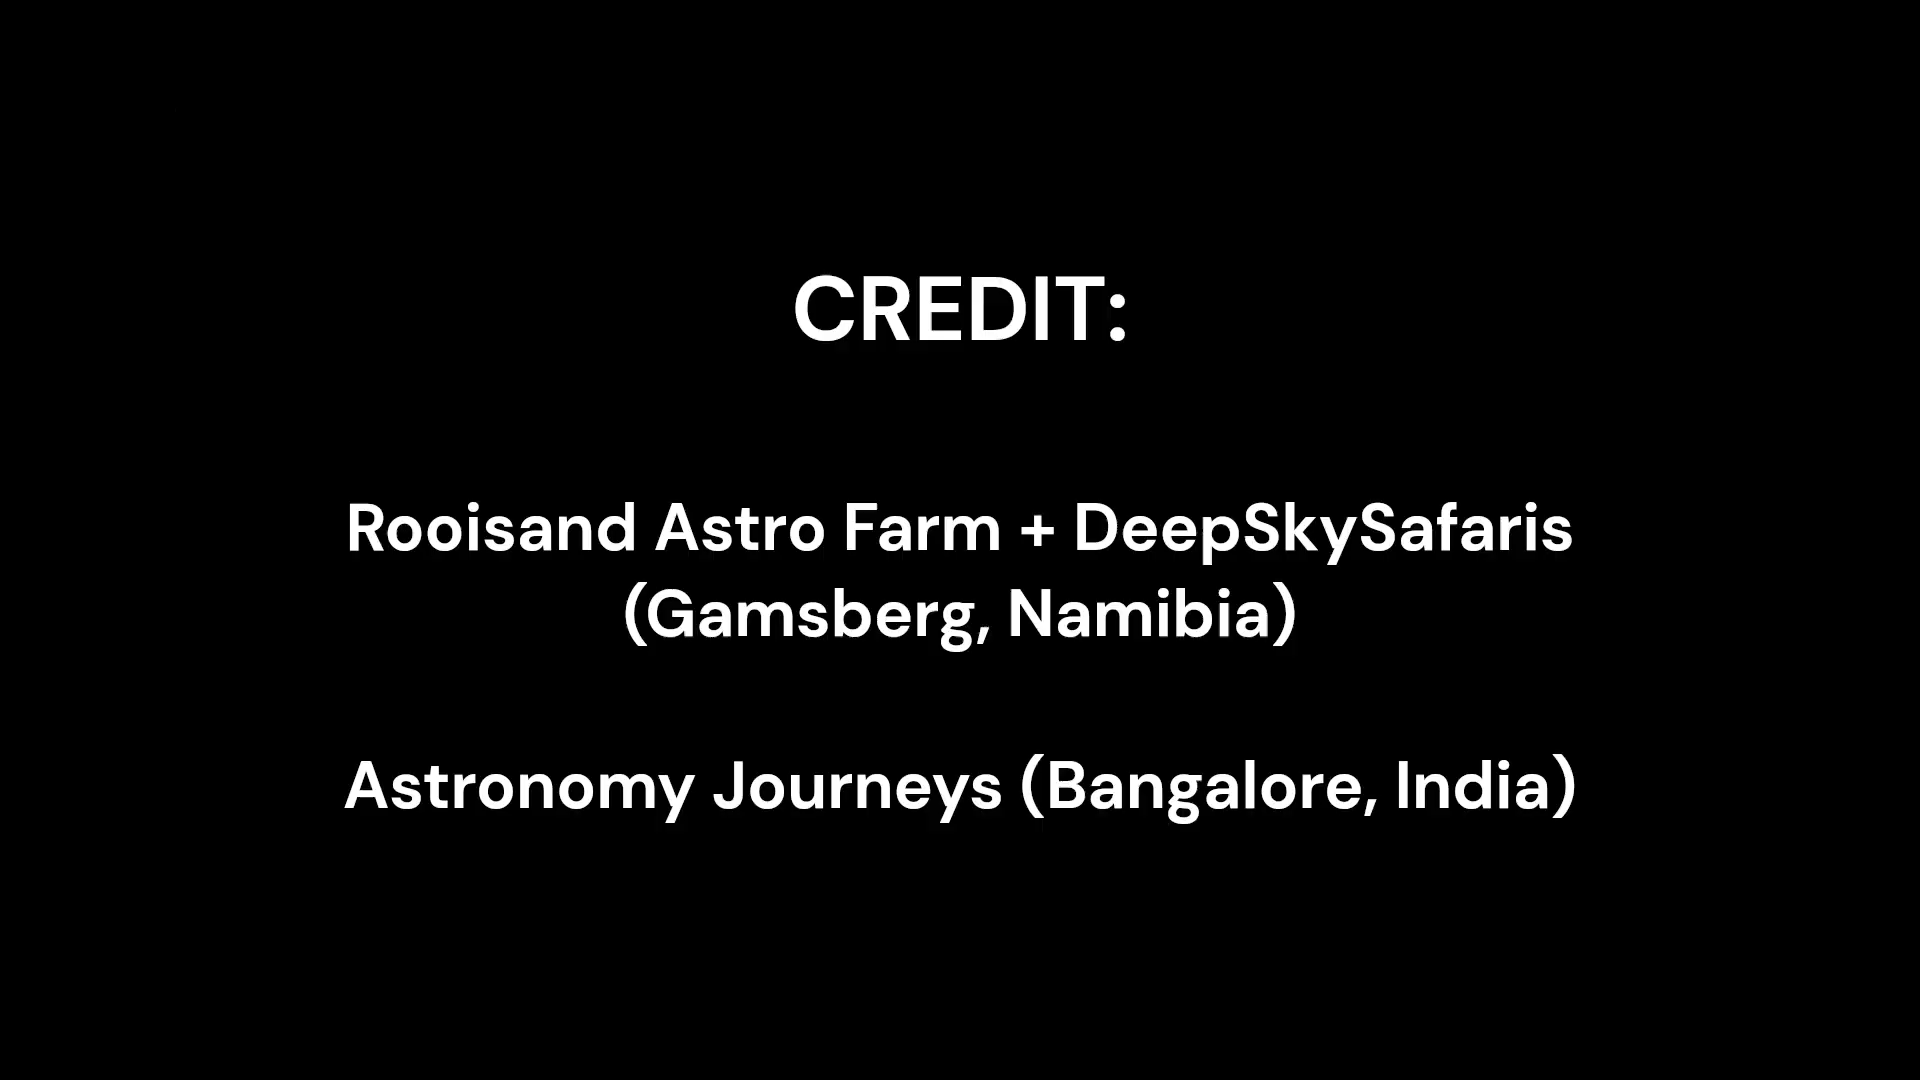 CREDIT:
Rooisand Astro Farm + DeepSkySafaris
(Gamsberg, Namibia)
Astronomy Journeys (Bangalore, India)